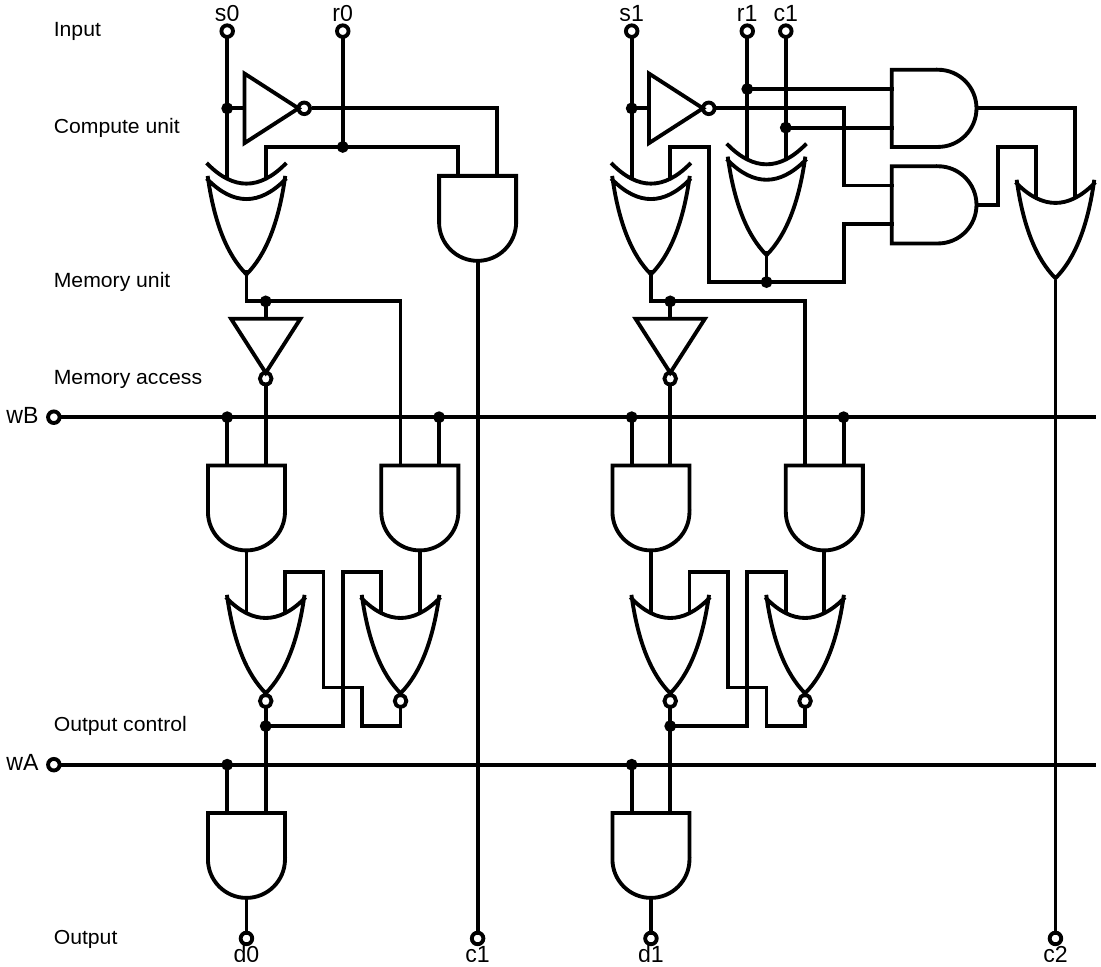 s0 r0 s1 r1 c1
Input
Compute unit
Memory unit
Memory access
wB
Output control
wA
Output
d0 c1 d1 c2